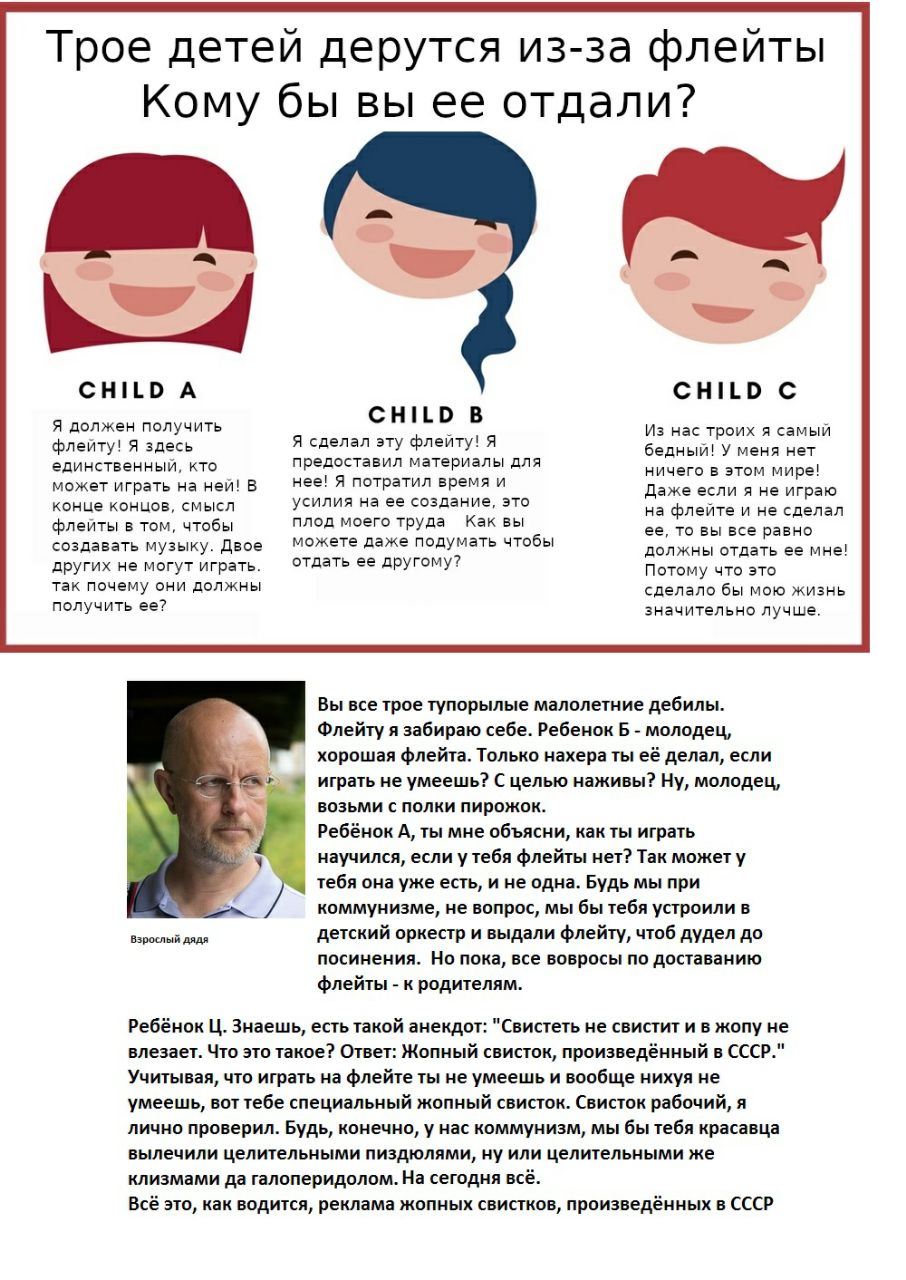 Трое детей дерутся из-за флейты
Кому бы вы ее отдали?
CHILD A
Я должен получить
флейту! Я здесь
единственный, кто
может играть на ней! В
конце концов, смысл
флейты в том, чтобы
создавать музыку. Двое
других не могут играть.
так почему они должны
получить ее?
CHILD B
Я сделал эту флейту! Я
предоставил материалы для
нее! Я потратил время и
усилия на ее создание, это
плод моего труда Как вы
можете даже подумать чтобы
отдать ее другому?
CHILD C
Из нас троих я самый
бедный! У меня нет
ничего в этом мире!
Даже если я не играю
на флейте и не сделал
ее, то вы все равно
должны отдать ее мне!
Потому что это
сделало бы мою жизнь
значительно лучше.
Взрослый дядя
Вы все трое тупорылые малолетние дебилы.
Флейту я забираю себе. Ребенок Б - молодец,
хорошая флейта. Только нахера ты её делал, если
играть не умеешь? С целью наживы? Ну, молодец,
возьми с полки пирожок.
Ребёнок А, ты мне объясни, как ты играть
научился, если у тебя флейты нет? Так может у
тебя она уже есть, и не одна. Будь мы при
коммунизме, не вопрос, мы бы тебя устроили в
детский оркестр и выдали флейту, чтоб дудел до
посинения. Но пока, все вовросы по доставанию
флейты - к родителям.
Ребёнок Ц. Знаешь, есть такой анекдот: "Свистеть не свистит и в жопу не
влезает. Что это такое? Ответ: Жопный свисток, произведённый в СССР."
Учитывая, что играть на флейте ты не умеешь и вообще нихуя не
умеешь, вот тебе специальный жопный свисток. Свисток рабочий, я
лично проверил. Будь, конечно, у нас коммунизм, мы бы тебя красавца
вылечили целительными пиздюлями, ну или целительными же
клизмами да галоперидолом. На сегодня всё.
Всё это, как водится, реклама жопных свистков, произведённых в СССР